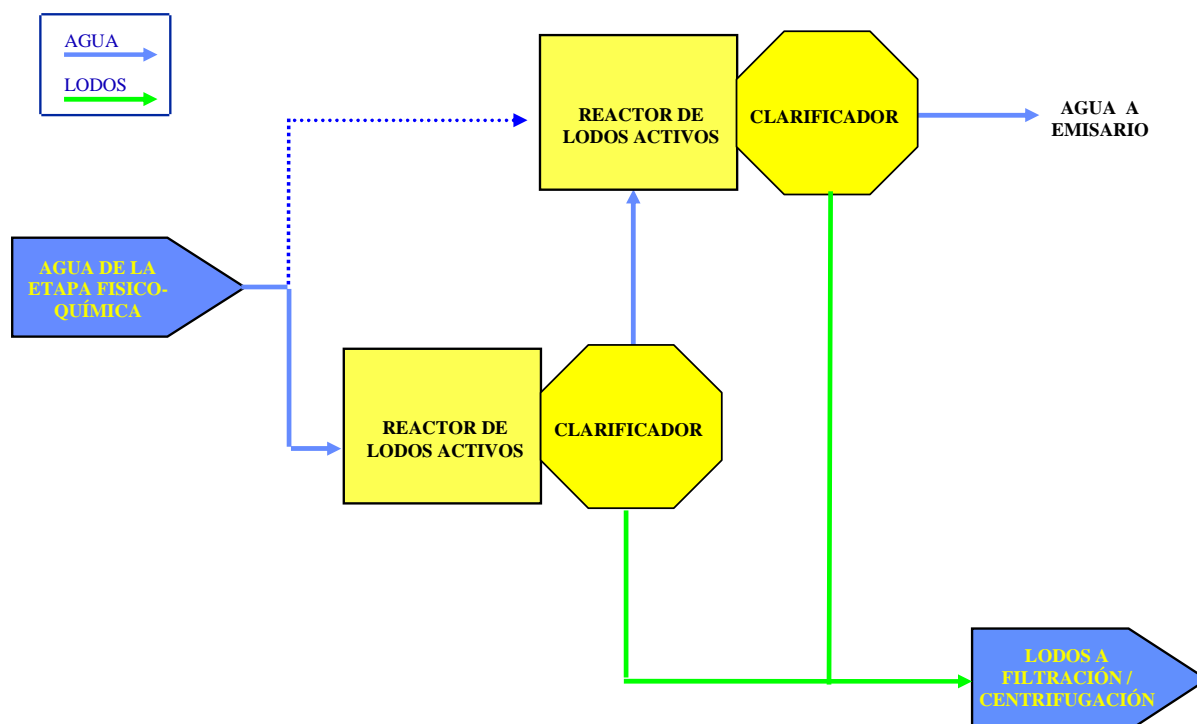 AGUA
LODOS
REACTOR DE
LODOS ACTIVOS
CLARIFICADOR
AGUA A
EMISARIO
AGUA DE LA
ETAPA FISICO-
QUÍMICA
REACTOR DE
LODOS ACTIVOS
CLARIFICADOR
LODOS A
FILTRACIÓN /
CENTRIFUGACIÓN